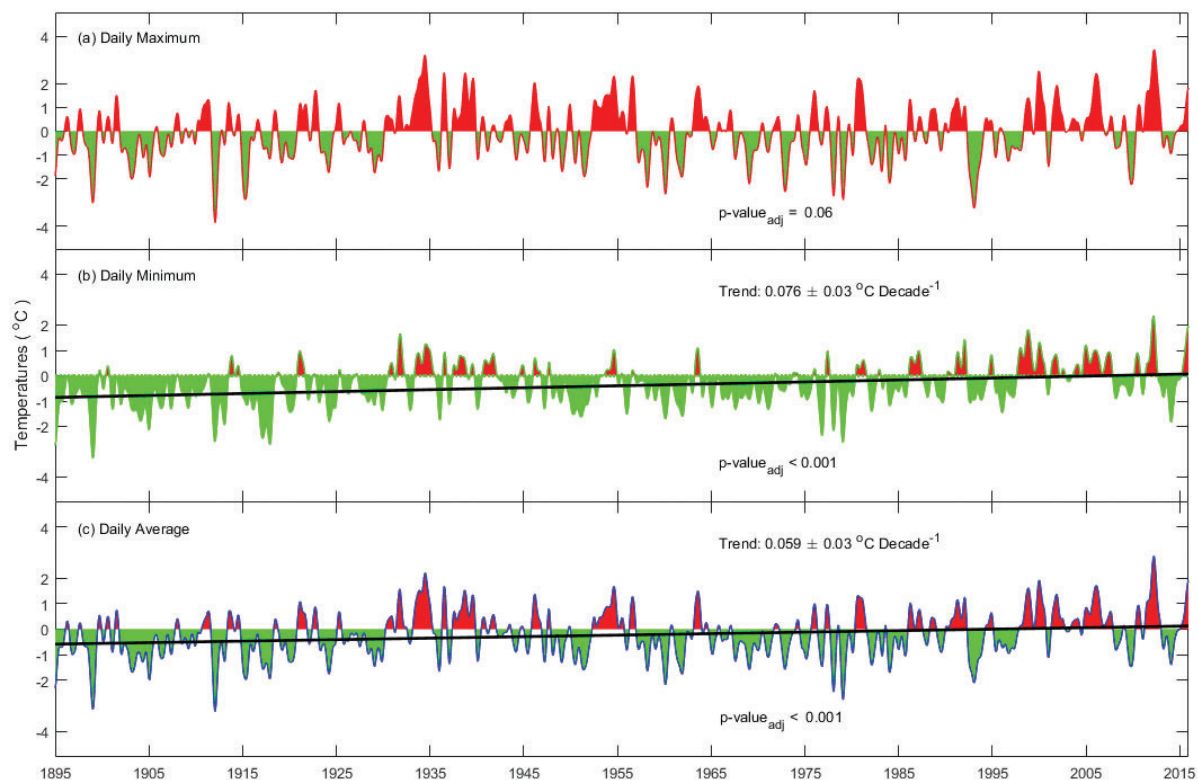 (a) Daily Maximum
4
2
1
0
-1
-2
-4
p-value_adj = 0.06
(b) Daily Minimum
Trend: 0.076 ± 0.03 °C Decade⁻¹
4
2
1
0
-1
-2
-4
p-value_adj < 0.001
Temperatures (°C)
(c) Daily Average
Trend: 0.059 ± 0.03 °C Decade⁻¹
4
2
1
0
-1
-2
-4
p-value_adj < 0.001
1895 1905 1915 1925 1935 1945 1955 1965 1975 1985 1995 2005 2015